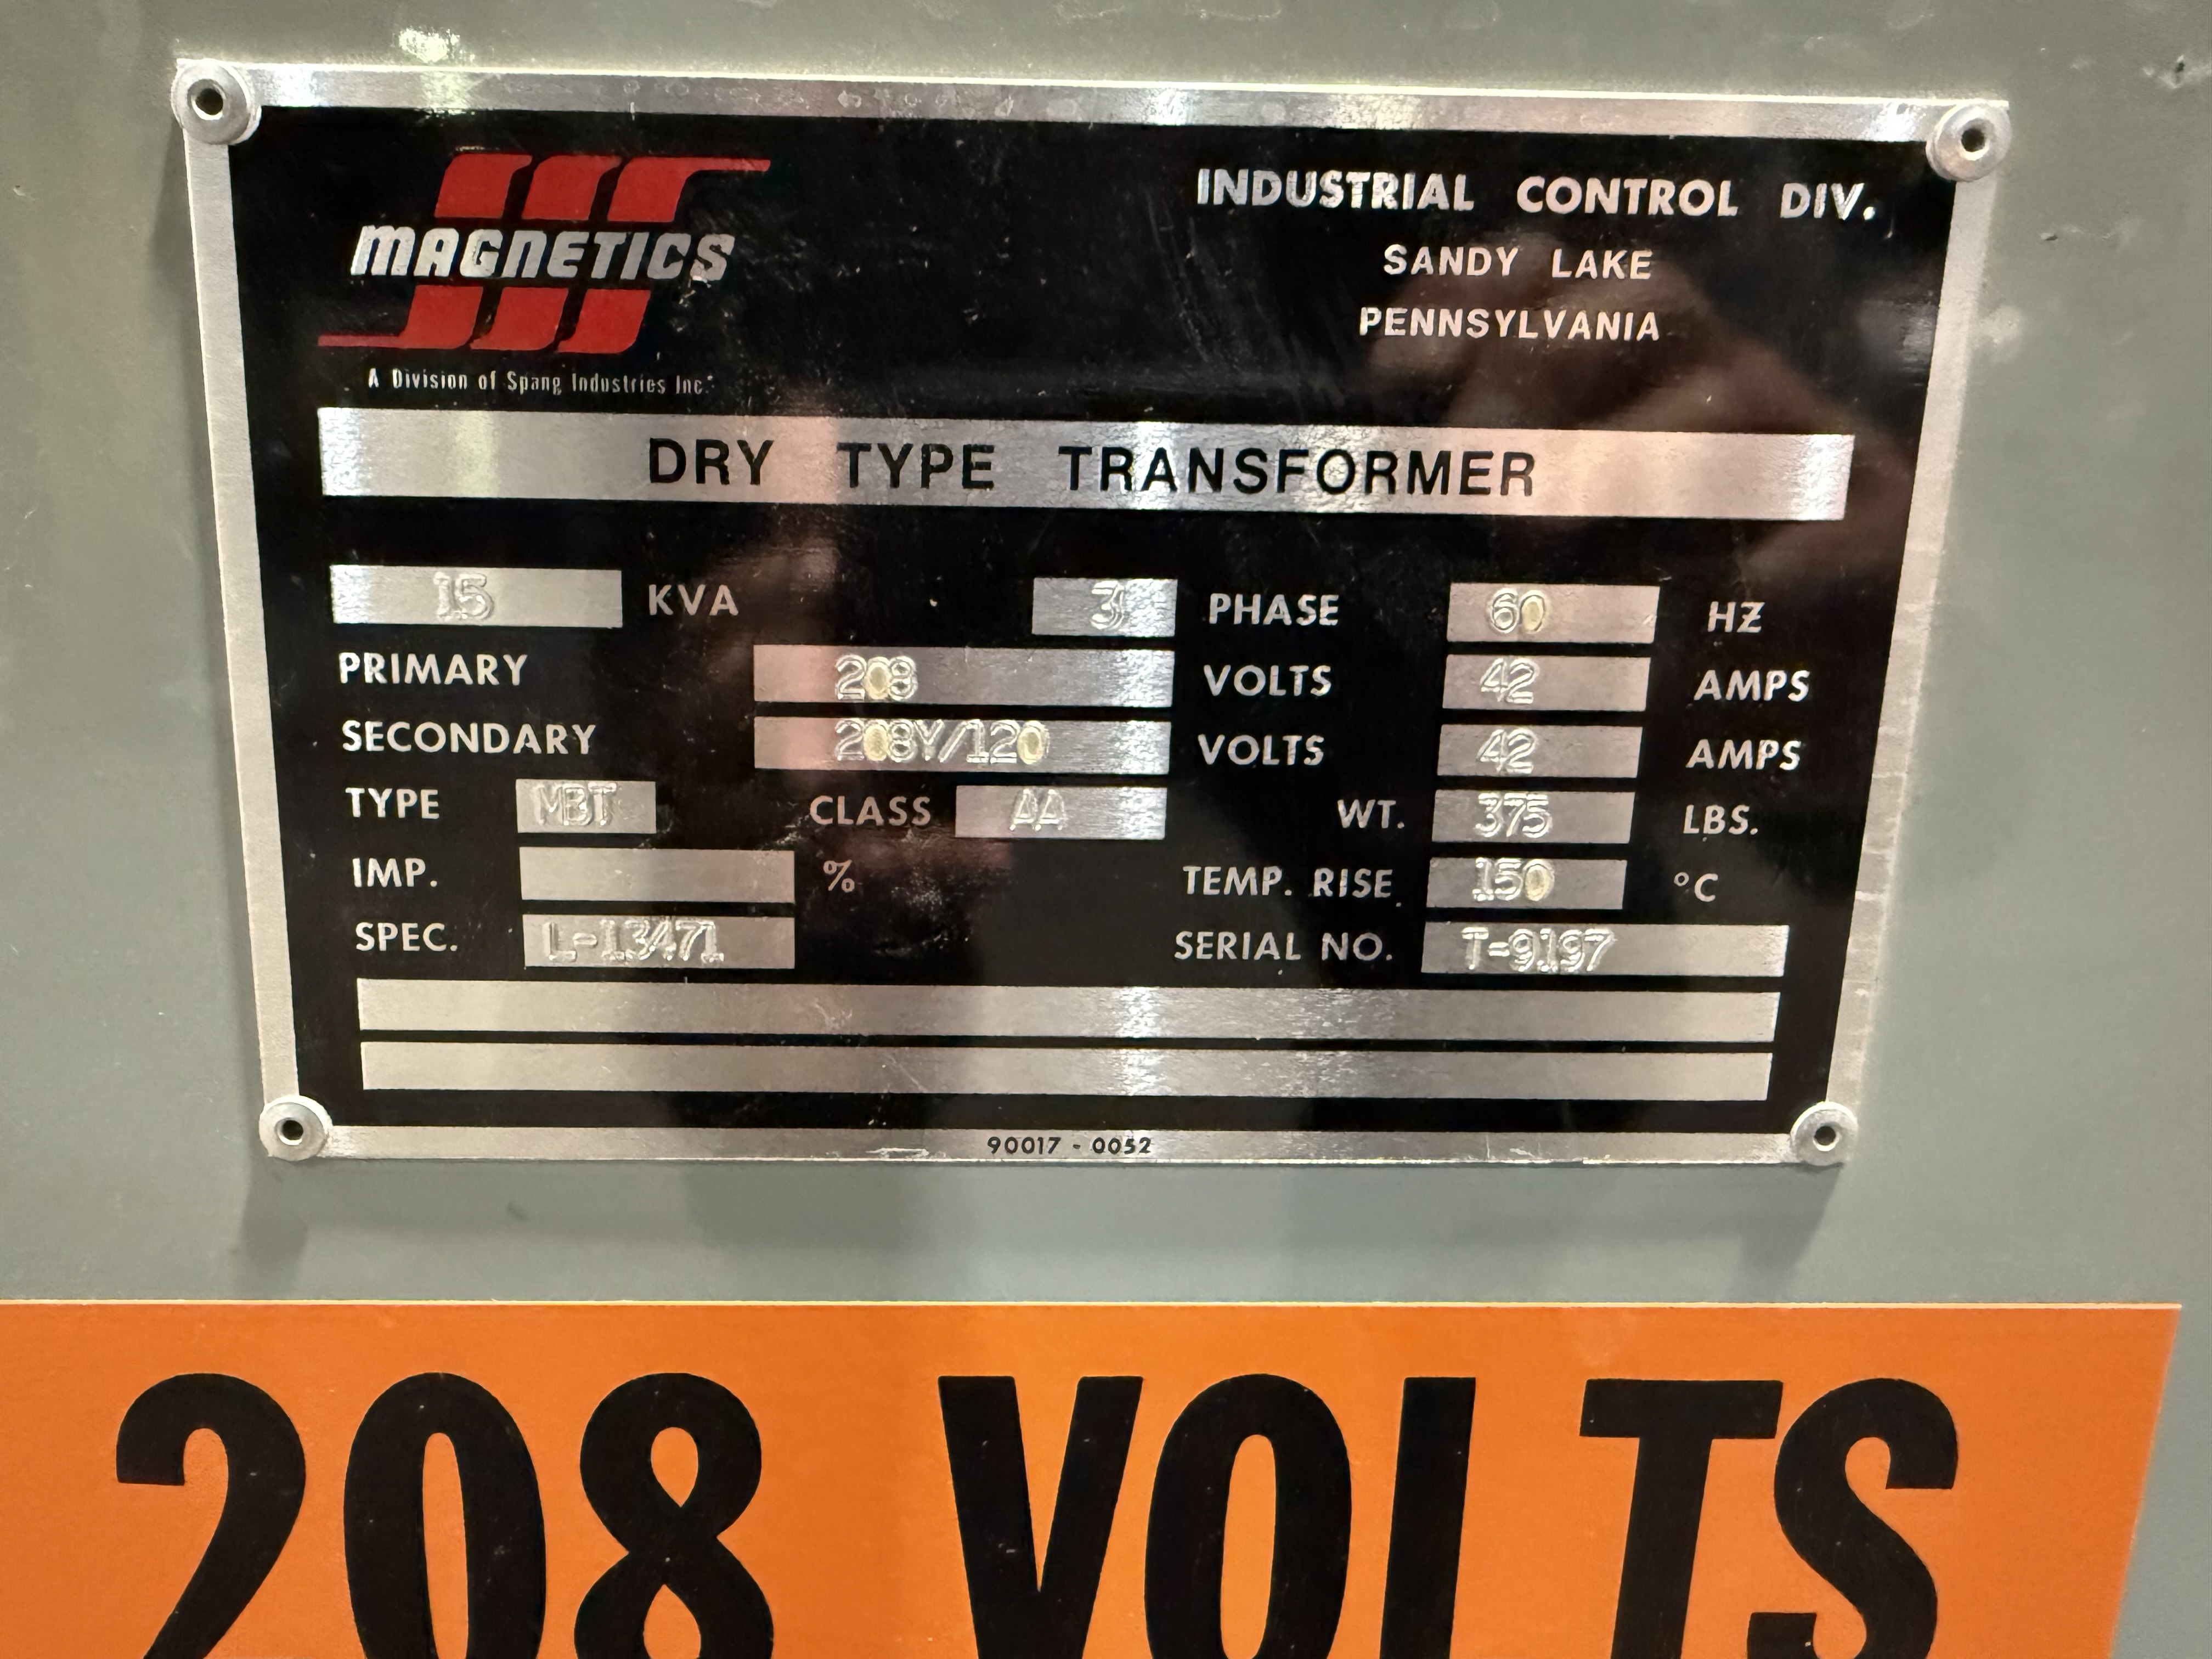 MAGNETICS
A Division of Spang Industries Inc.
INDUSTRIAL CONTROL DIV.
SANDY LAKE
PENNSYLVANIA
DRY TYPE TRANSFORMER
15 KVA 3 PHASE 60 HZ
PRIMARY 208 VOLTS 42 AMPS
SECONDARY 208Y/120 VOLTS 42 AMPS
TYPE MBT CLASS AA WT. 375 LBS.
IMP. % TEMP. RISE 150 °C
SPEC. L-13471 SERIAL NO. T-9197
90017 - 0052
208 VOLTS